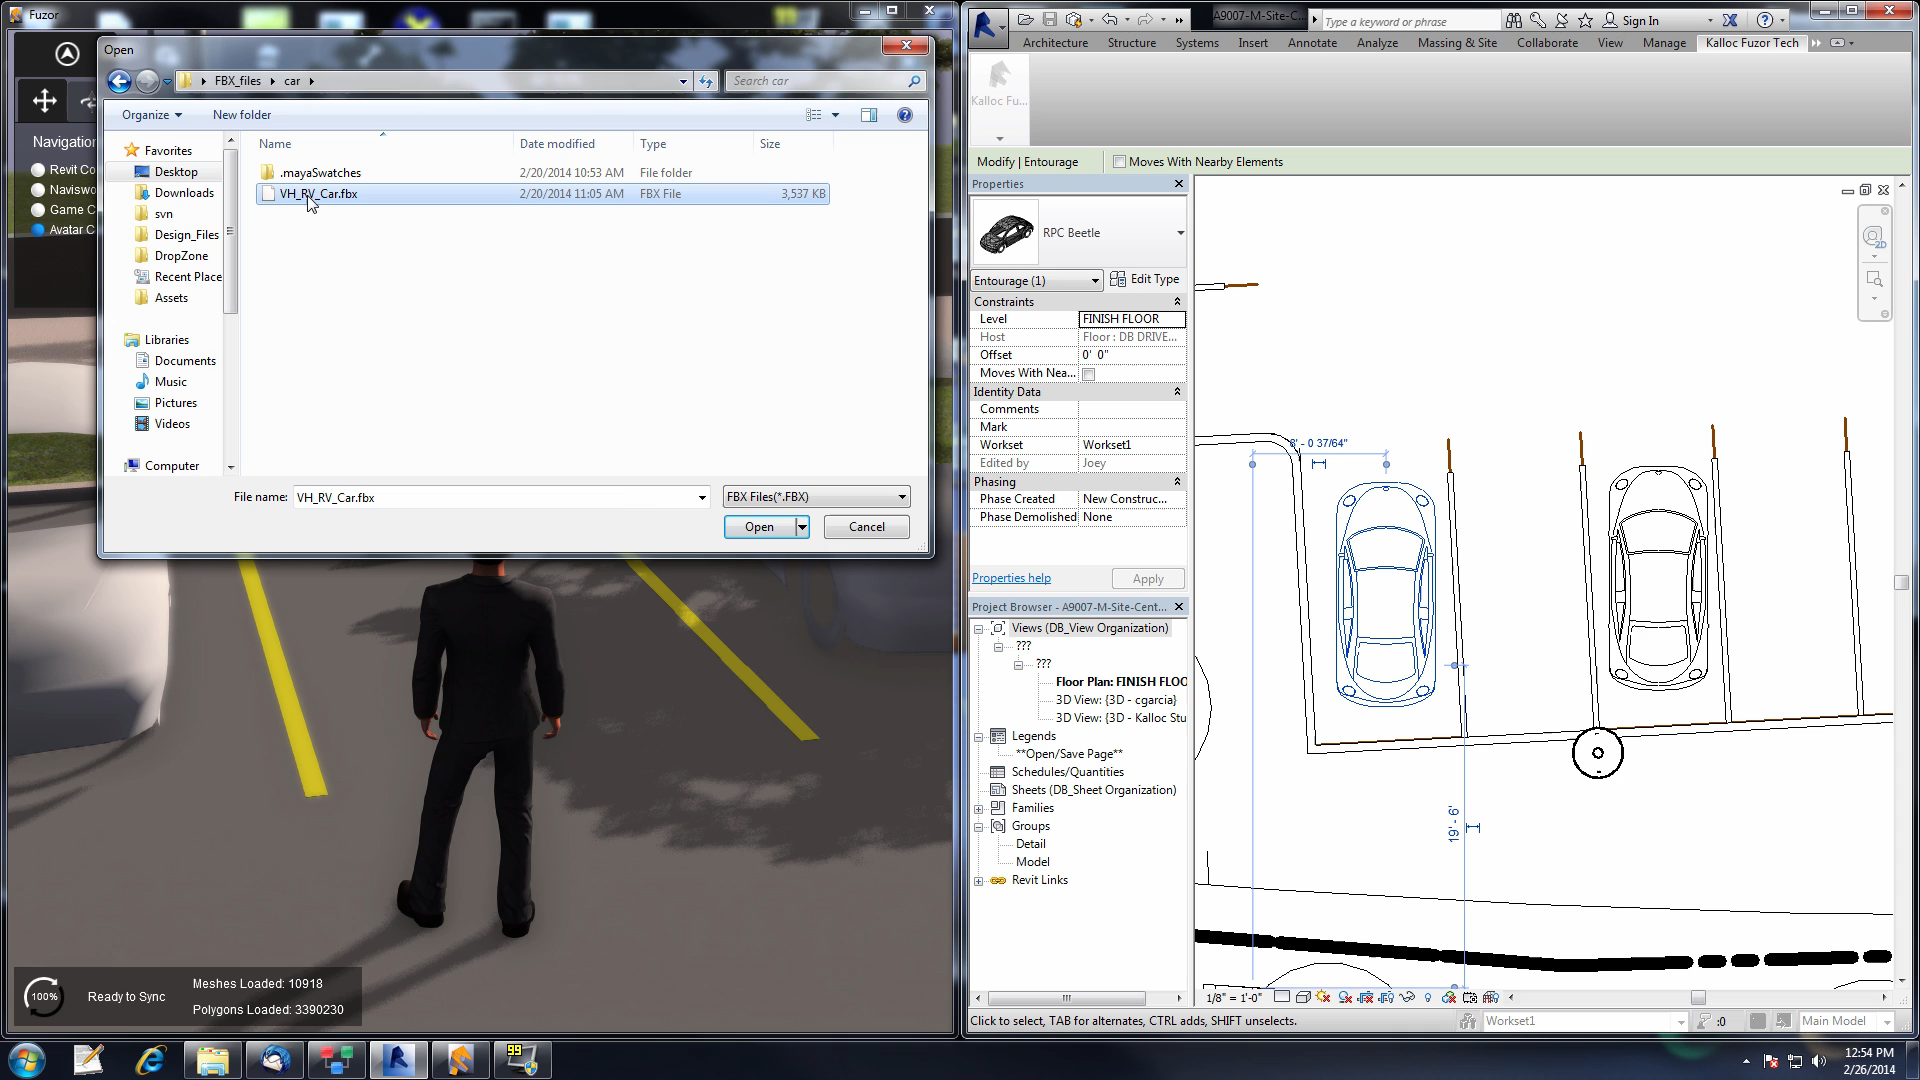 Fuzor
Open
FBX_files
car
Search car
Organize
New folder
Name
Date modified
Type
Size
Favorites
Desktop
Downloads
svn
Design_Files
DropZone
Recent Place
Assets
Libraries
Documents
Music
Pictures
Videos
Computer
.mayaSwatches 2/20/2014 10:53 AM File folder
VH_RV_Car.fbx 2/20/2014 11:05 AM FBX File 3,537 KB
File name: VH_RV_Car.fbx
FBX Files(*.FBX)
Open
Cancel
Navigation
Revit Co
Naviswo
Game C
Avatar C
100%
Ready to Sync
Meshes Loaded: 10918
Polygons Loaded: 3390230
A9007-M-Site-C...
Type a keyword or phrase
Sign In
Architecture
Structure
Systems
Insert
Annotate
Analyze
Massing & Site
Collaborate
View
Manage
Kalloc Fuzor Tech
Kalloc Fu...
Modify | Entourage
Moves With Nearby Elements
Properties
RPC Beetle
Entourage (1)
Edit Type
Constraints
Level FINISH FLOOR
Host Floor : DB DRIVE...
Offset 0' 0"
Moves With Nea...
Identity Data
Comments
Mark
Workset Workset1
Edited by Joey
Phasing
Phase Created New Construc...
Phase Demolished None
Properties help
Apply
Project Browser - A9007-M-Site-Cent...
Views (DB_View Organization)
???
???
Floor Plan: FINISH FLOO
3D View: {3D - cgarcia}
3D View: {3D - Kalloc Stu
Legends
**Open/Save Page**
Schedules/Quantities
Sheets (DB_Sheet Organization)
Families
Groups
Detail
Model
Revit Links
2D
8' - 0 37/64"
19' - 6'
1/8" = 1'-0"
Click to select, TAB for alternates, CTRL adds, SHIFT unselects.
Workset1
:0
Main Model
99
12:54 PM
2/26/2014